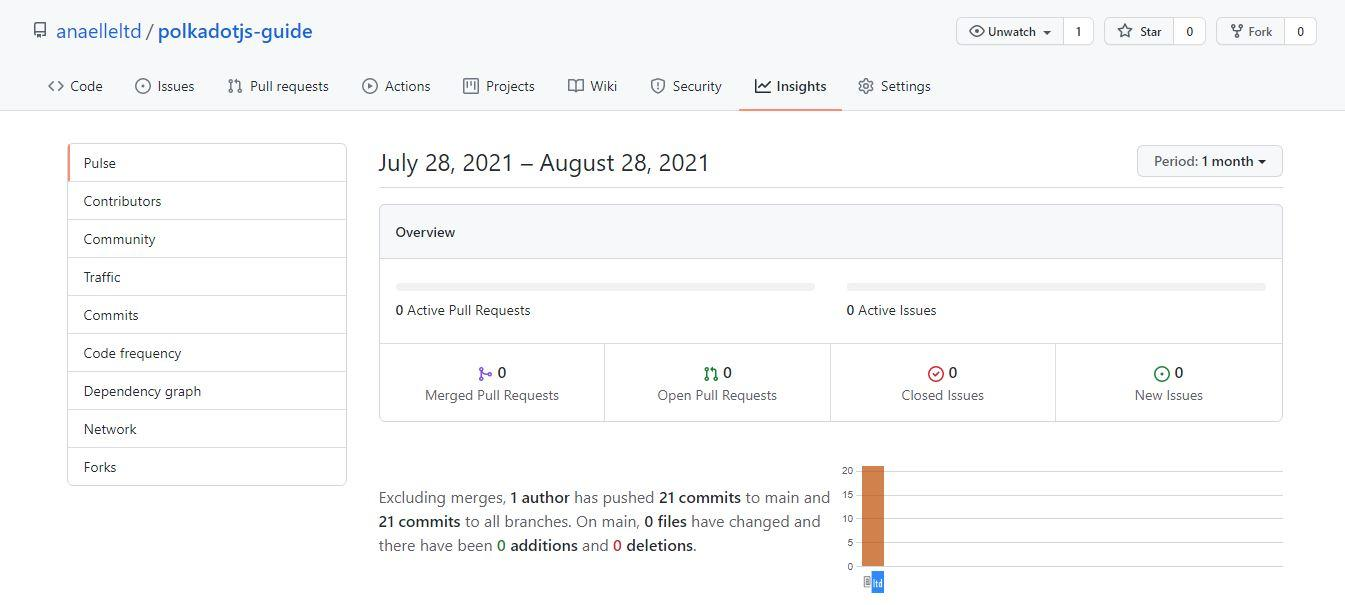 anaelleltd / polkadotjs-guide
Unwatch 1 Star 0 Fork 0
Code Issues Pull requests Actions Projects Wiki Security Insights Settings
Pulse
Contributors
Community
Traffic
Commits
Code frequency
Dependency graph
Network
Forks
July 28, 2021 – August 28, 2021
Period: 1 month
Overview
0 Active Pull Requests
0 Active Issues
0
Merged Pull Requests
0
Open Pull Requests
0
Closed Issues
0
New Issues
Excluding merges, 1 author has pushed 21 commits to main and
21 commits to all branches. On main, 0 files have changed and
there have been 0 additions and 0 deletions.
20
15
10
5
0
ltd